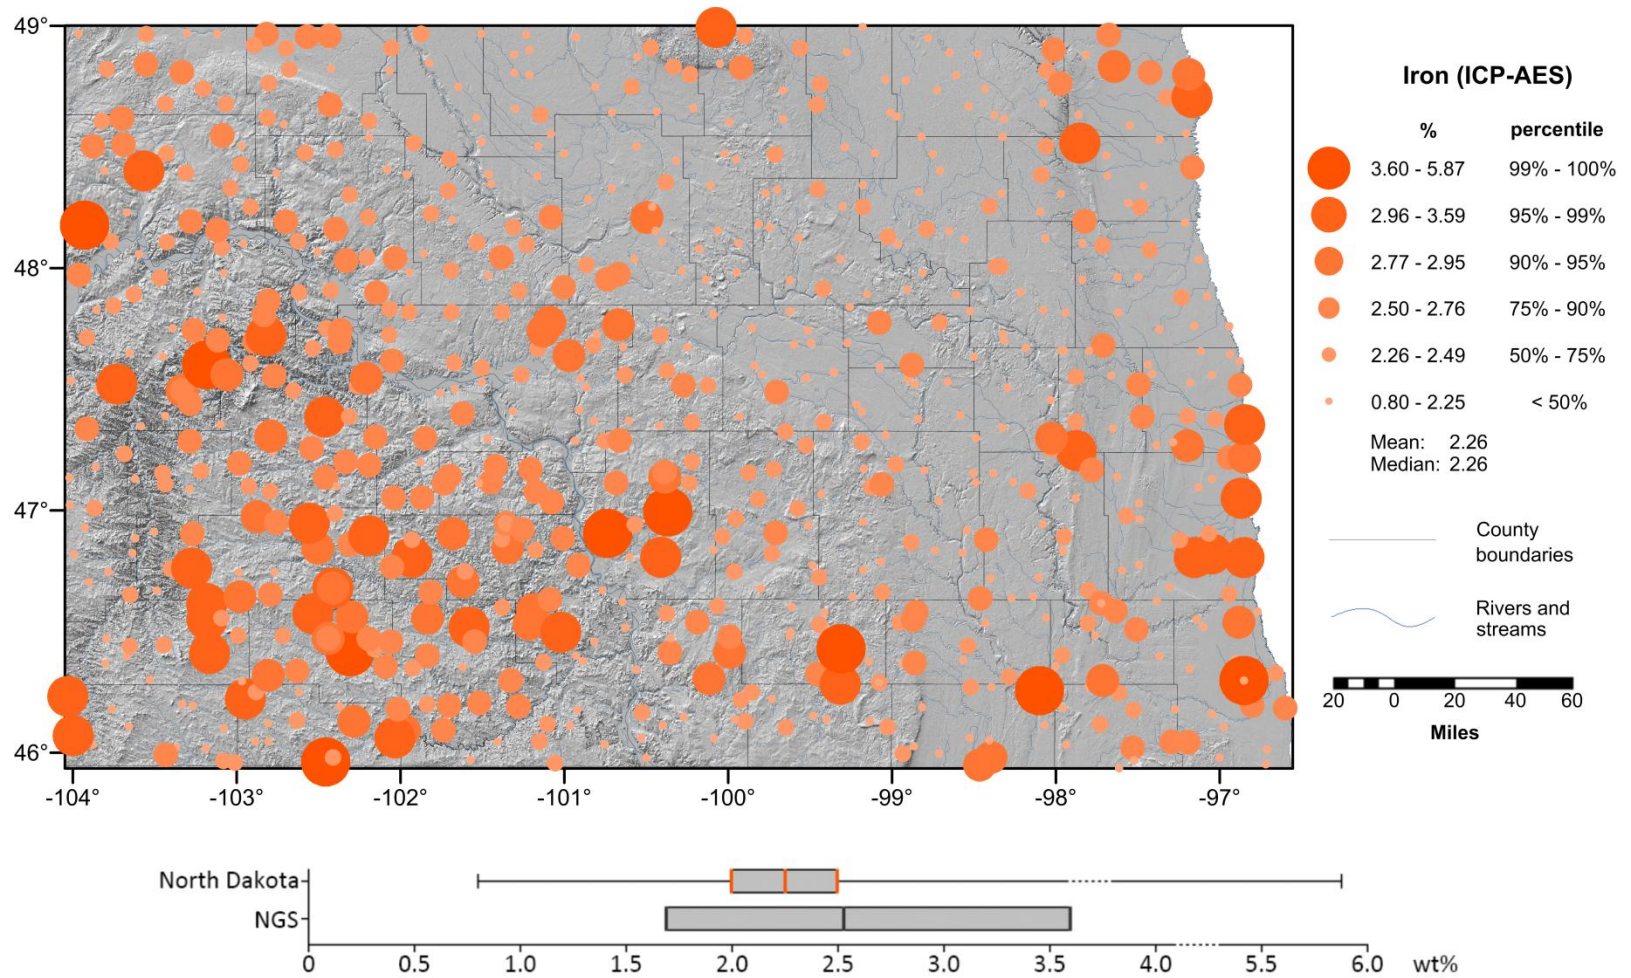 49°
48°
47°
46°
-104°
-103°
-102°
-101°
-100°
-99°
-98°
-97°
Iron (ICP-AES)
% percentile
3.60 - 5.87 99% - 100%
2.96 - 3.59 95% - 99%
2.77 - 2.95 90% - 95%
2.50 - 2.76 75% - 90%
2.26 - 2.49 50% - 75%
0.80 - 2.25 < 50%
Mean: 2.26
Median: 2.26
County
boundaries
Rivers and
streams
20 0 20 40 60
Miles
North Dakota
NGS
0 0.5 1.0 1.5 2.0 2.5 3.0 3.5 4.0 5.5 6.0 wt%